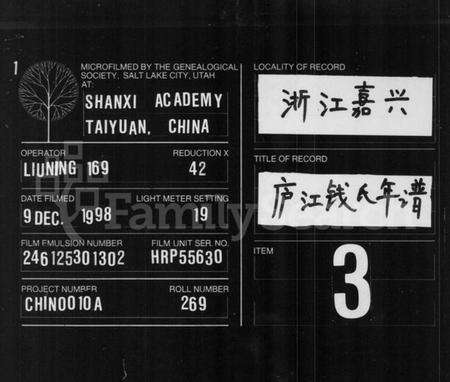 1
MICROFILMED BY THE GENEALOGICAL
SOCIETY, SALT LAKE CITY, UTAH
AT:
SHANXI ACADEMY
TAIYUAN, CHINA
OPERATOR REDUCTION X
LIUNING 169 42
DATE FILMED LIGHT METER SETTING
9 DEC. 1998 19
FILM EMULSION NUMBER FILM UNIT SER. NO.
246125301302 HRP55630
PROJECT NUMBER ROLL NUMBER
CHINO010A 269
LOCALITY OF RECORD
浙江嘉兴
TITLE OF RECORD
庐江钱氏年谱
ITEM
3
FamilySearch